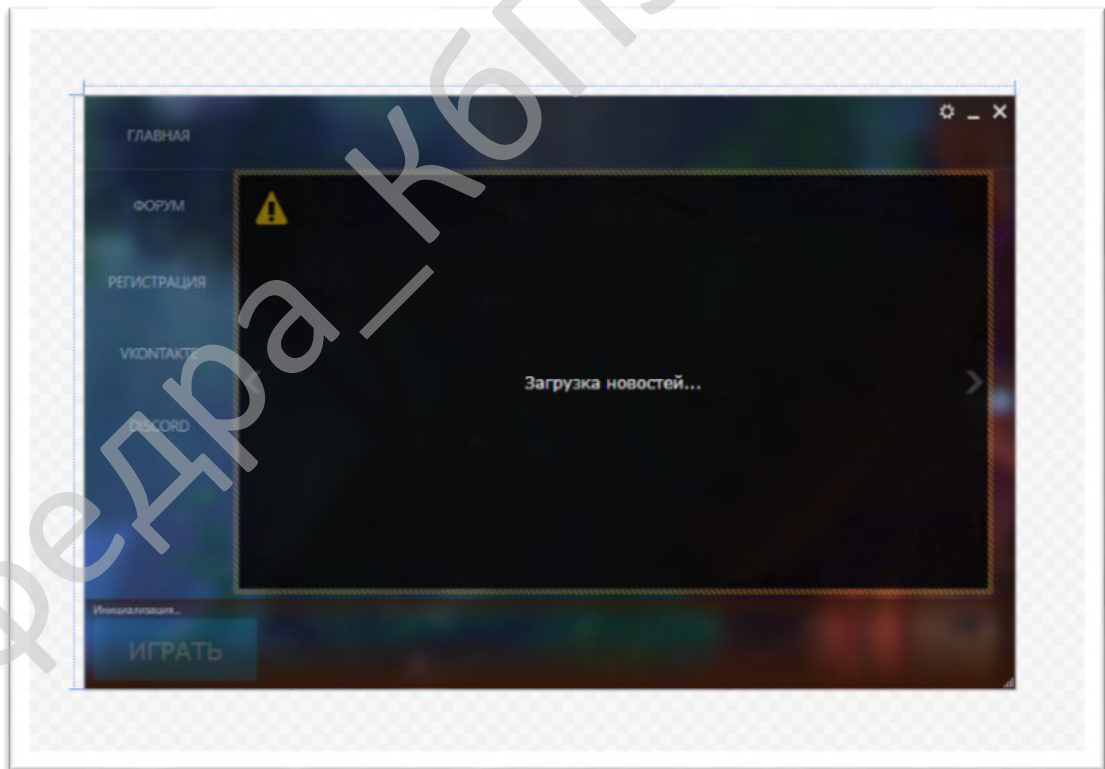 ГЛАВНАЯ
ФОРУМ
РЕГИСТРАЦИЯ
VKONTAKTE
DISCORD
Загрузка новостей...
Инициализация...
ИГРАТЬ